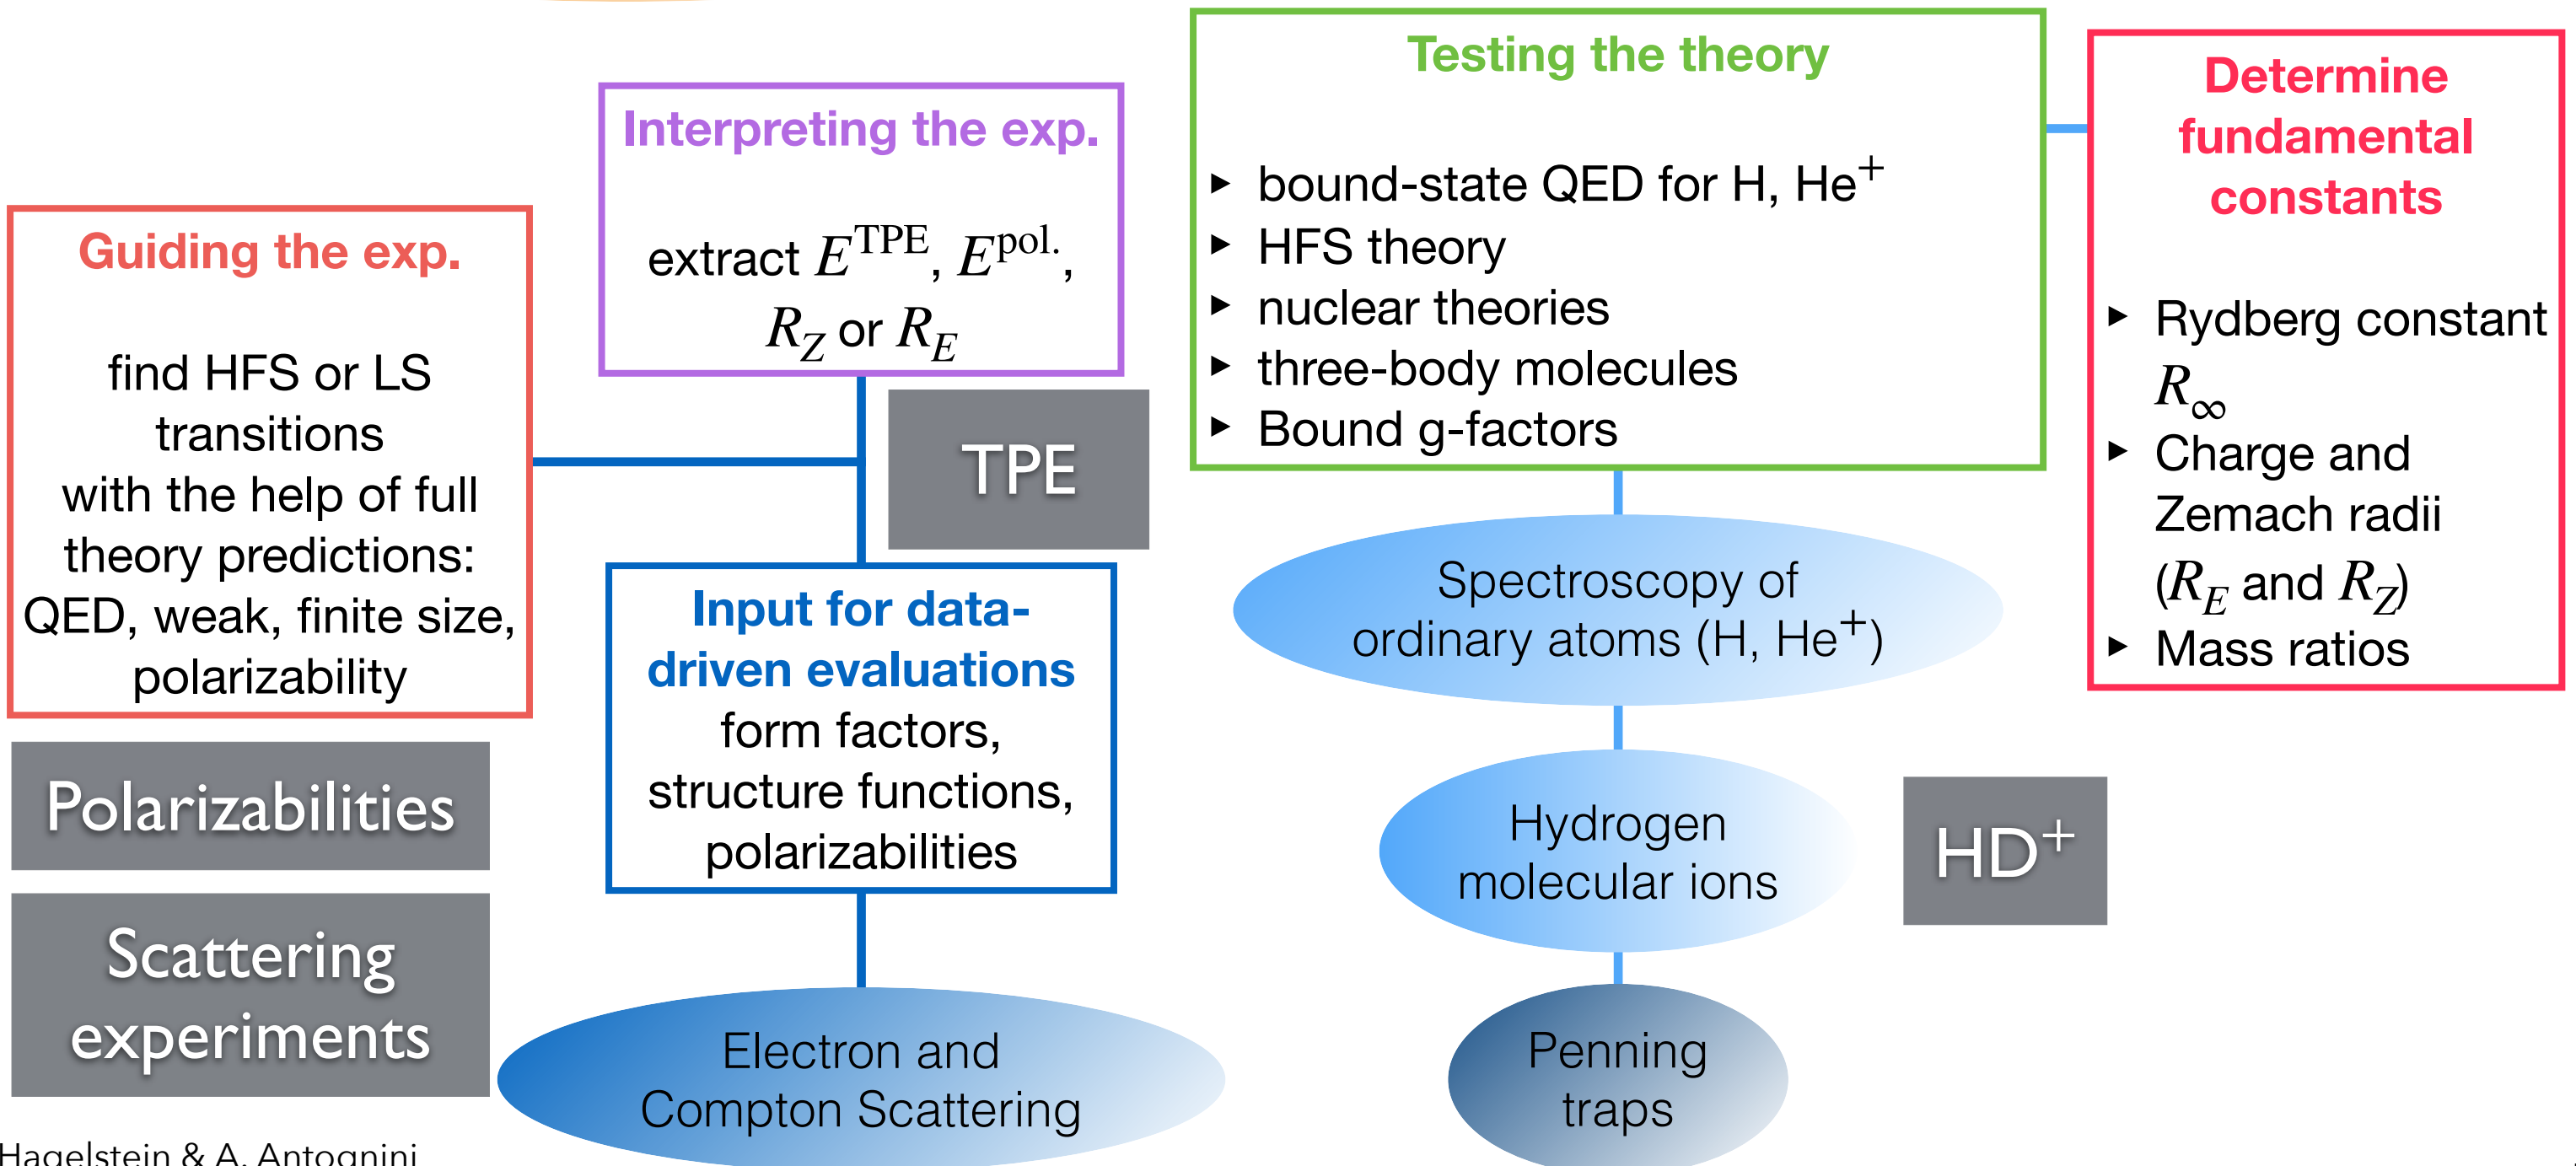 Guiding the exp.
find HFS or LS
transitions
with the help of full
theory predictions:
QED, weak, finite size,
polarizability
Polarizabilities
Scattering
experiments
Interpreting the exp.
extract E^TPE, E^pol.,
R_Z or R_E
TPE
Input for data-
driven evaluations
form factors,
structure functions,
polarizabilities
Electron and
Compton Scattering
Testing the theory
▸ bound-state QED for H, He⁺
▸ HFS theory
▸ nuclear theories
▸ three-body molecules
▸ Bound g-factors
Spectroscopy of
ordinary atoms (H, He⁺)
Hydrogen
molecular ions
HD⁺
Penning
traps
Determine
fundamental
constants
▸ Rydberg constant
R_∞
▸ Charge and
Zemach radii
(R_E and R_Z)
▸ Mass ratios
Hagelstein & A. Antognini